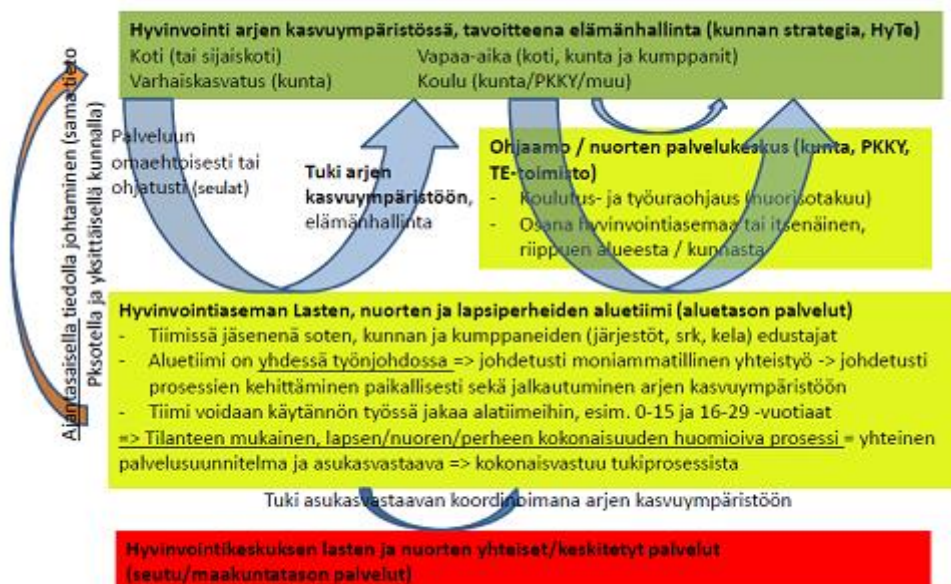 Hyvinvointi arjen kasvuympäristössä, tavoitteena elämänhallinta (kunnan strategia, HyTe)
Koti (tai sijaiskoti) Vapaa-aika (koti, kunta ja kumppanit)
Varhaiskasvatus (kunta) Koulu (kunta/PKKY/muu)
Ajantasaisella tiedolla johtaminen (sama tieto
Pksotella ja yksittäisellä kunnalla)
Palveluun
omaehtoisesti tai
ohjatusti (seulat)
Tuki arjen
kasvuympäristöön,
elämänhallinta
Ohjaamo / nuorten palvelukeskus (kunta, PKKY,
TE-toimisto)
- Koulutus- ja työuraohjaus (nuorisotakuu)
- Osana hyvinvointiasemaa tai itsenäinen,
riippuen alueesta / kunnasta
Hyvinvointiaseman Lasten, nuorten ja lapsiperheiden aluetiimi (aluetason palvelut)
- Tiimissä jäsenenä soten, kunnan ja kumppaneiden (järjestöt, srk, kela) edustajat
- Aluetiimi on yhdessä työnjohdossa => johdetusti moniammatillinen yhteistyö -> johdetusti
prosessien kehittäminen paikallisesti sekä jalkautuminen arjen kasvuympäristöön
- Tiimi voidaan käytännön työssä jakaa alatiimeihin, esim. 0-15 ja 16-29 -vuotiaat
=> Tilanteen mukainen, lapsen/nuoren/perheen kokonaisuuden huomioiva prosessi = yhteinen
palvelusuunnitelma ja asukasvastaava => kokonaisvastuu tukiprosessista
Tuki asukasvastaavan koordinoimana arjen kasvuympäristöön
Hyvinvointikeskuksen lasten ja nuorten yhteiset/keskitetyt palvelut
(seutu/maakuntatason palvelut)